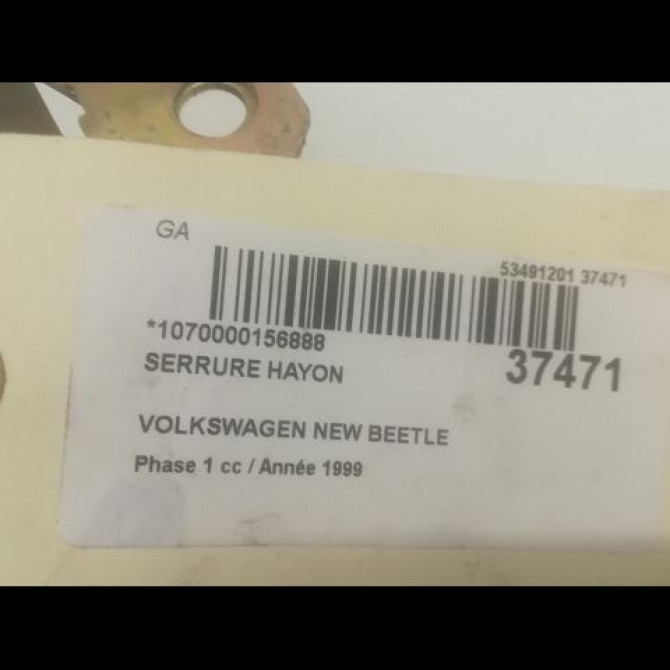 GA
53491201 37471
*1070000156888
SERRURE HAYON
37471
VOLKSWAGEN NEW BEETLE
Phase 1 cc / Année 1999